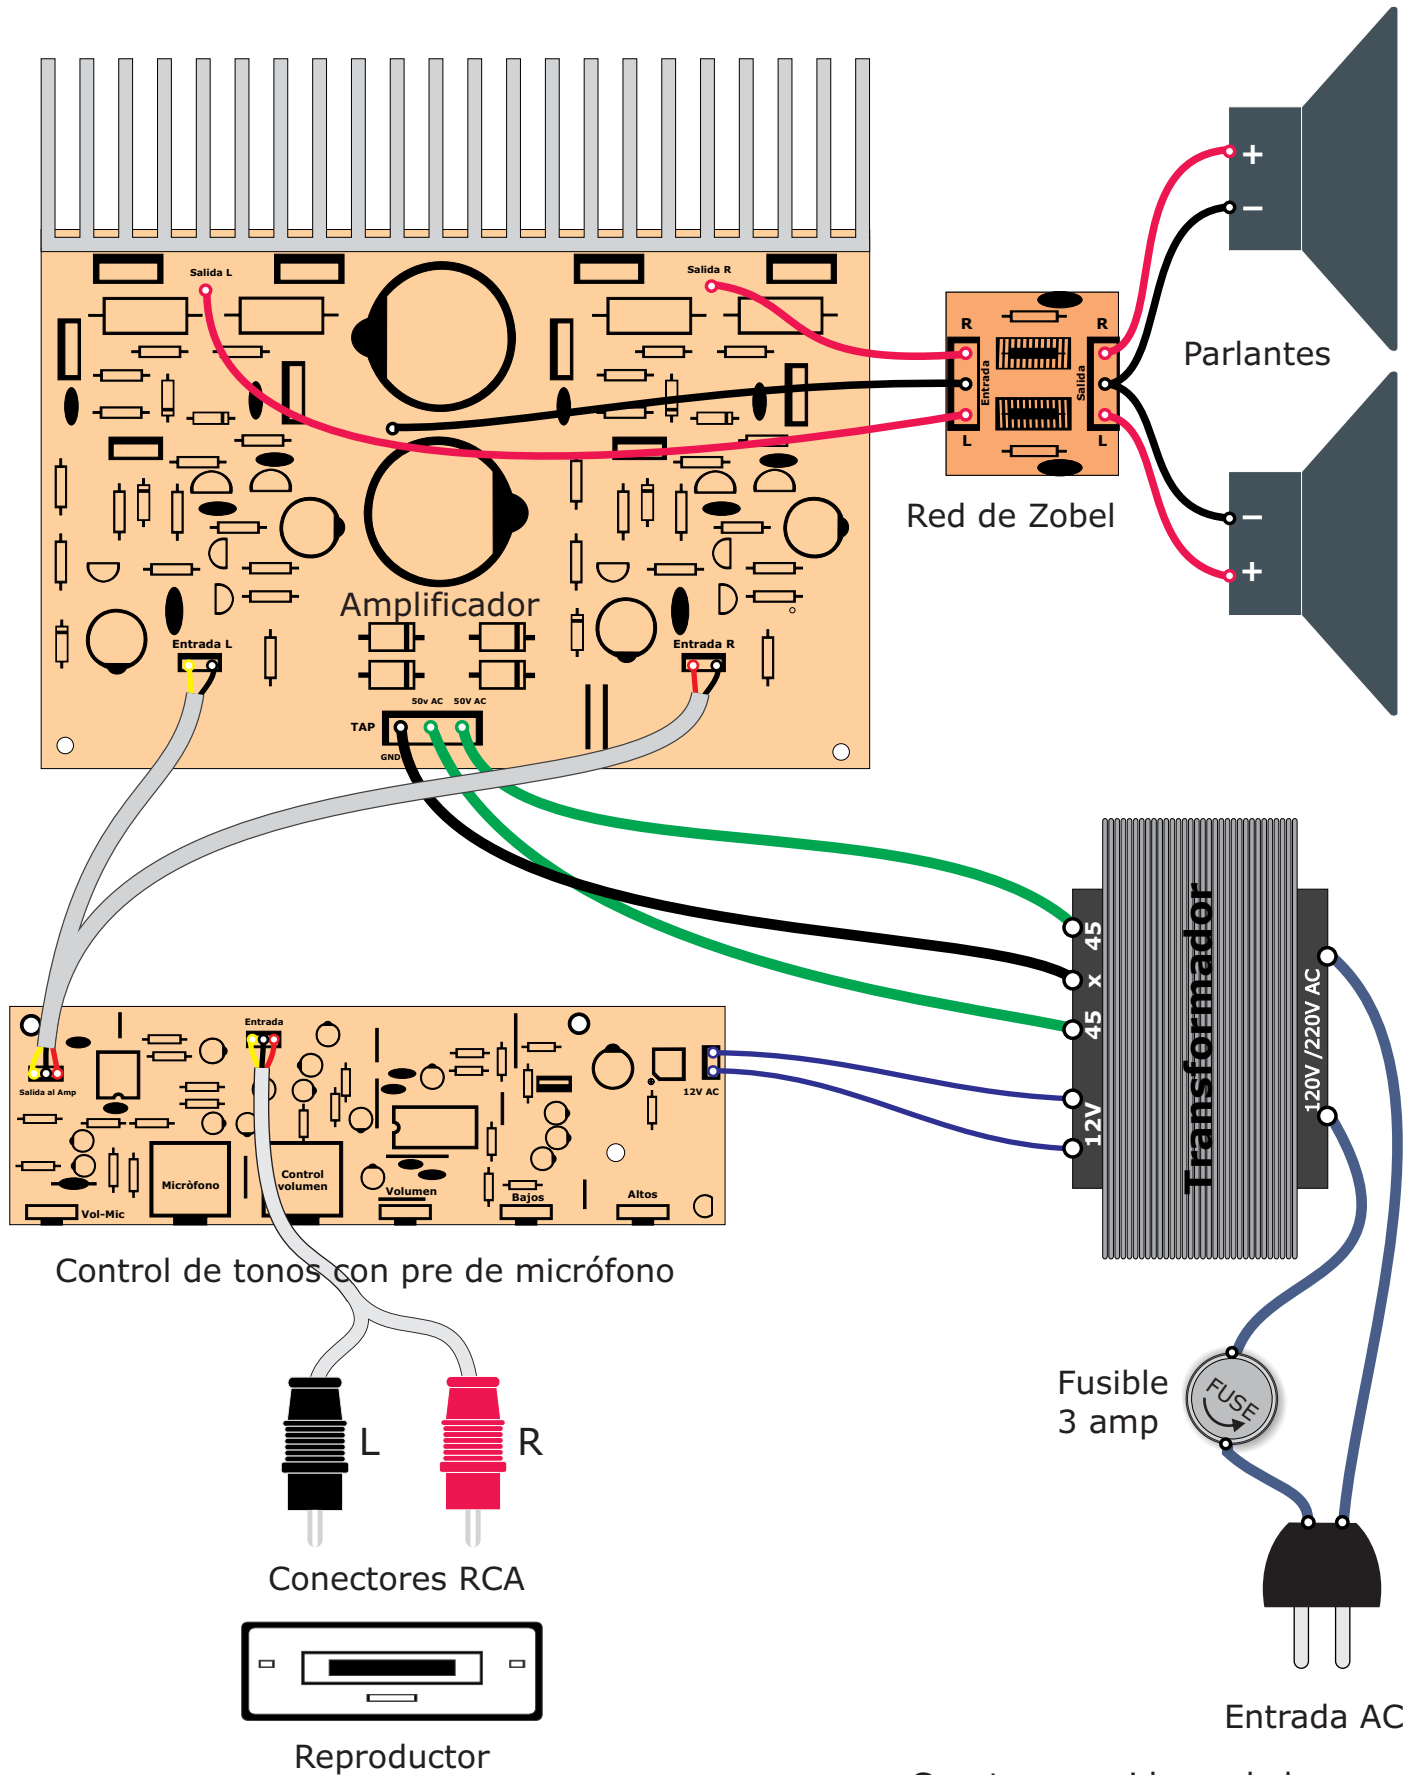 Salida L
Salida R
+
−
Parlantes
R
R
Entrada
Salida
L
L
−
+
Red de Zobel
Amplificador
Entrada L
Entrada R
50v AC
50V AC
TAP
GND
45
x
45
12V
Transformador
120V /220V AC
Entrada
Salida al Amp
12V AC
Micròfono
Control
volumen
Volumen
Bajos
Altos
Vol-Mic
Control de tonos con pre de micrófono
Fusible
3 amp
FUSE
L
R
Conectores RCA
Entrada AC
Reproductor